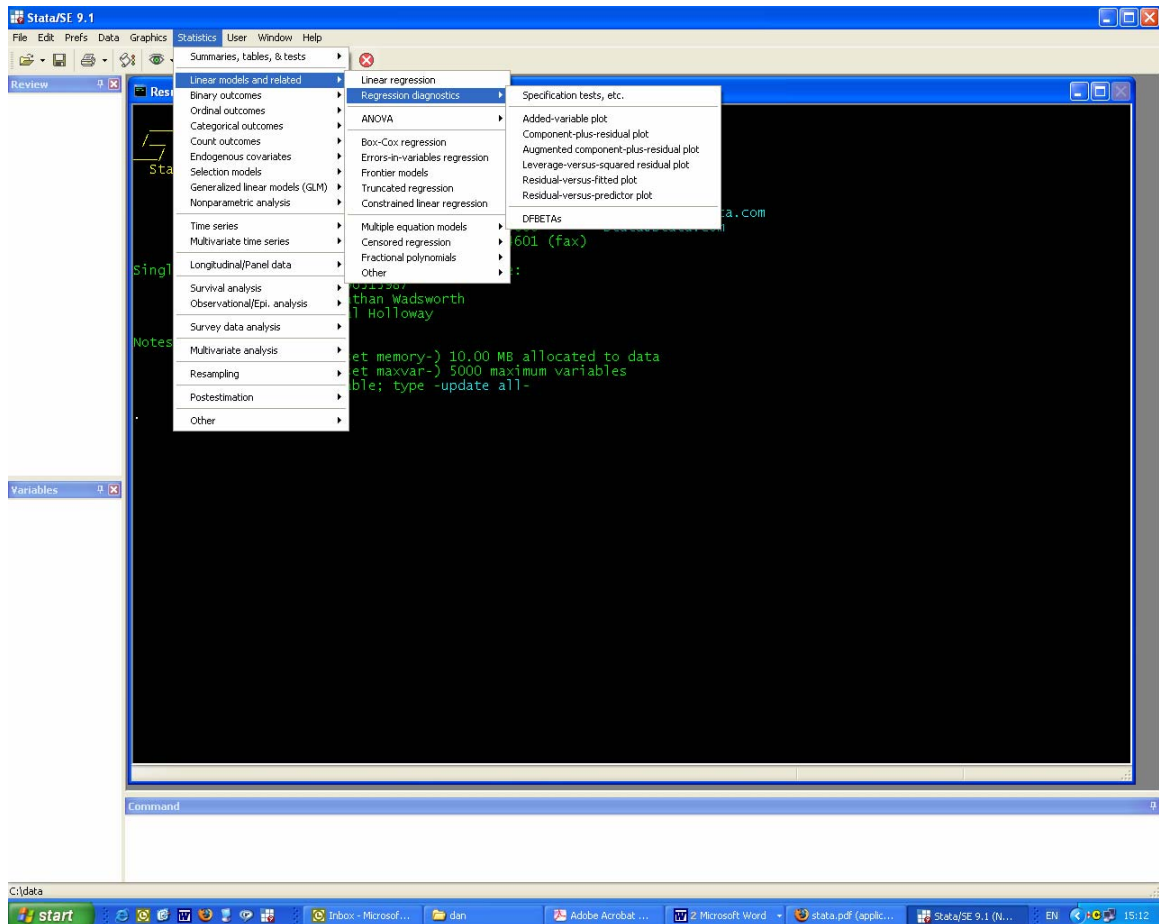 Stata/SE 9.1
File Edit Prefs Data Graphics Statistics User Window Help
Review
Variables
Summaries, tables, & tests
Linear models and related
Binary outcomes
Ordinal outcomes
Categorical outcomes
Count outcomes
Endogenous covariates
Selection models
Generalized linear models (GLM)
Nonparametric analysis
Time series
Multivariate time series
Longitudinal/Panel data
Survival analysis
Observational/Epi. analysis
Survey data analysis
Multivariate analysis
Resampling
Postestimation
Other
Linear regression
Regression diagnostics
ANOVA
Box-Cox regression
Errors-in-variables regression
Frontier models
Truncated regression
Constrained linear regression
Multiple equation models
Censored regression
Fractional polynomials
Other
Specification tests, etc.
Added-variable plot
Component-plus-residual plot
Augmented component-plus-residual plot
Leverage-versus-squared residual plot
Residual-versus-fitted plot
Residual-versus-predictor plot
DFBETAs
a.com
601 (fax)
Singl e:
than Wadsworth
l Holloway
Notes
et memory-) 10.00 MB allocated to data
et maxvar-) 5000 maximum variables
ble; type -update all-
.
Command
C:\data
start Inbox - Microsof... dan Adobe Acrobat ... 2 Microsoft Word stata.pdf (applic... Stata/SE 9.1 (N... EN 15:12